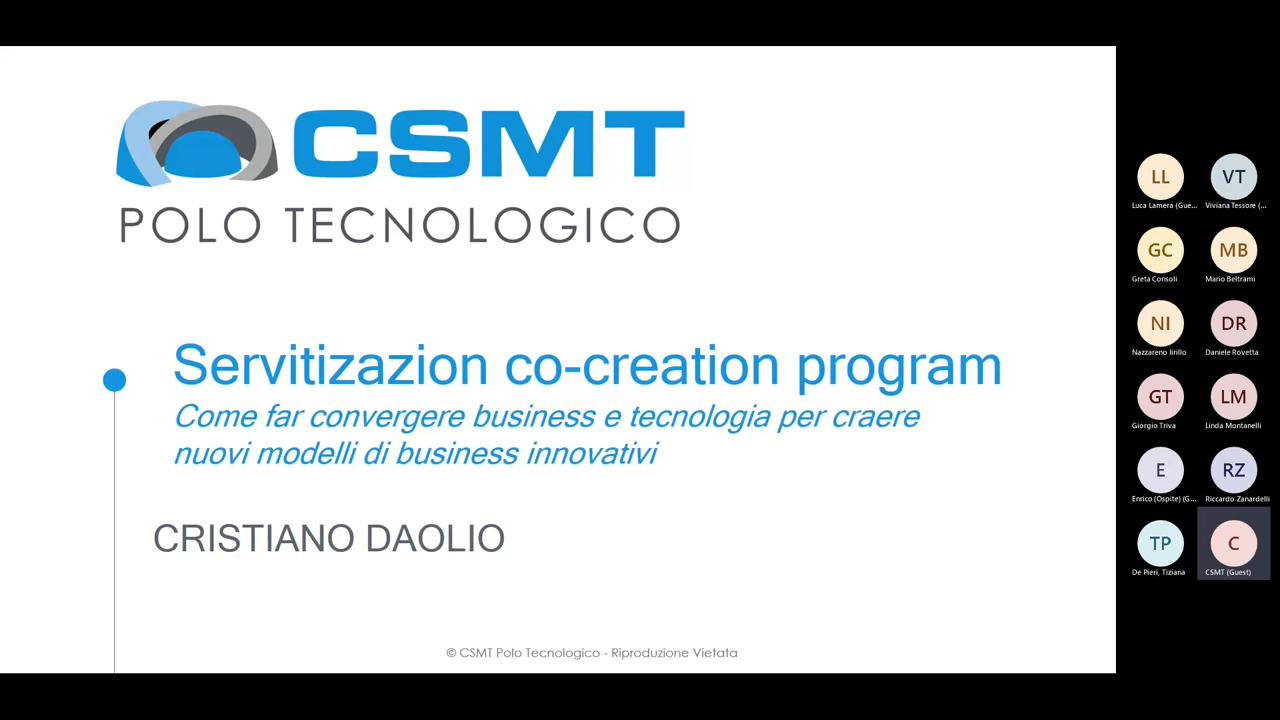 CSMT
POLO TECNOLOGICO
Servitizazion co-creation program
Come far convergere business e tecnologia per craere
nuovi modelli di business innovativi
CRISTIANO DAOLIO
© CSMT Polo Tecnologico - Riproduzione Vietata
LL VT
Luca Lamera (Gue... Viviana Tessore (...
GC MB
Greta Consoli Mario Beltrami
NI DR
Nazzareno Iirillo Daniele Rovetta
GT LM
Giorgio Triva Linda Montanelli
E RZ
Enrico (Ospite) (G... Riccardo Zanardelli
TP C
De Pieri, Tiziana CSMT (Guest)